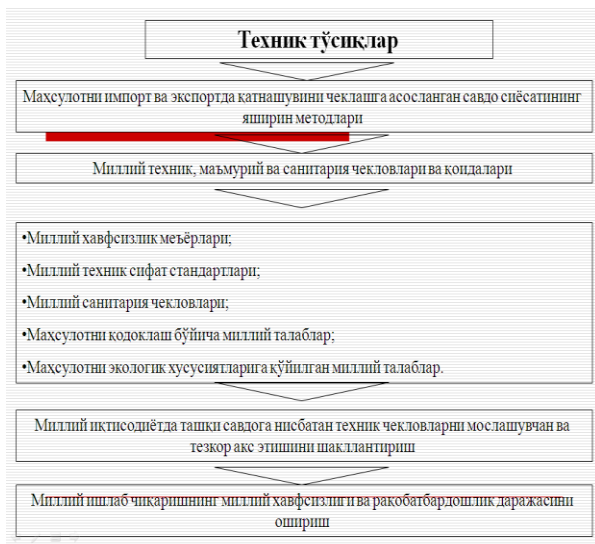 Техник тўсиқлар
Маҳсулотни импорт ва экспортда қатнашувини чеклашга асосланган савдо сиёсатининг
яширин методлари
Миллий техник, маъмурий ва санитария чекловлари ва қоидалари
•Миллий хавфсизлик меъёрлари;
•Миллий техник сифат стандартлари;
•Миллий санитария чекловлари;
•Маҳсулотни қодоклаш бўйича миллий талаблар;
•Маҳсулотни экологик хусусиятларига қўйилган миллий талаблар.
Миллий иқтисодиётда ташқи савдога нисбатан техник чекловларни мослашувчан ва
тезкор акс этишини шакллантириш
Миллий ишлаб чиқаришнинг миллий хавфсизлиги ва рақобатбардошлик даражасини
ошириш